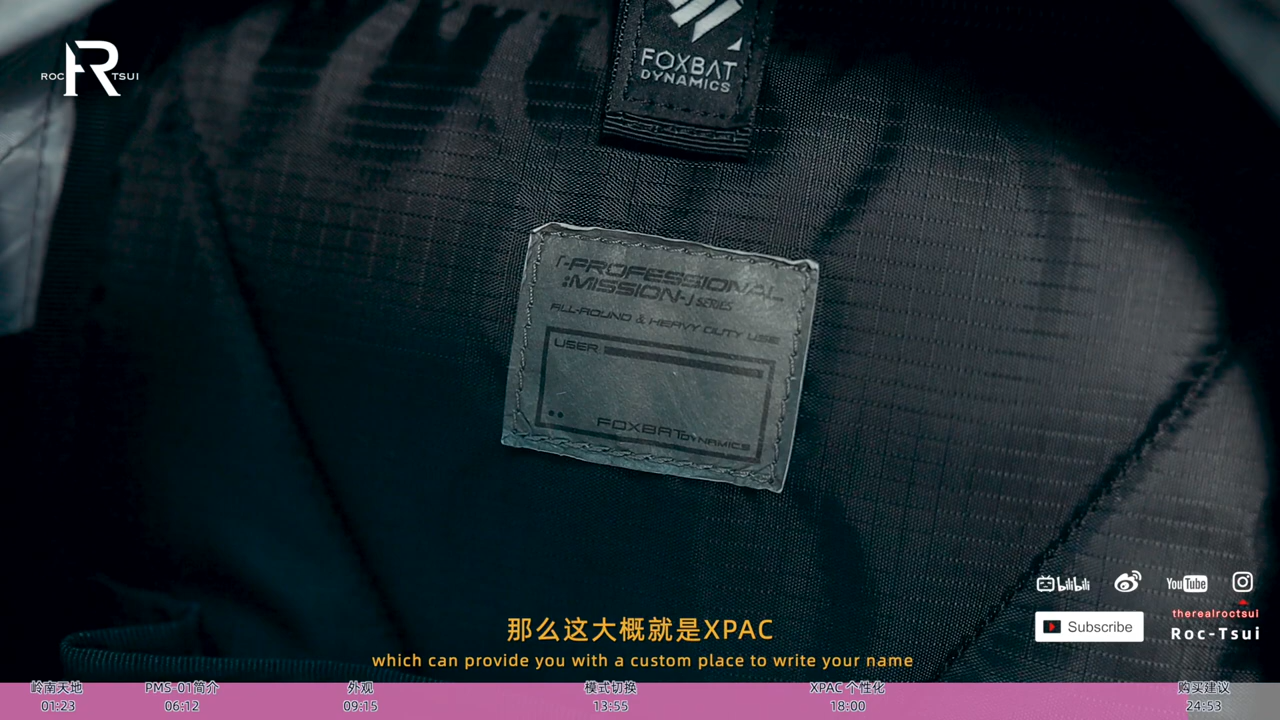 FOXBAT
DYNAMICS
ROC R TSUI
「-PROFESSIONAL
:MISSION-」SERIES
ALL-ROUND & HEAVY DUTY USE
USER
FOXBAT DYNAMICS
bilibili
YouTube
therealroctsui
Subscribe
Roc-Tsui
那么这大概就是XPAC
which can provide you with a custom place to write your name
岭南天地 PMS-01简介 外观 模式切换 XPAC 个性化 购买建议
01:23 06:12 09:15 13:55 18:00 24:53